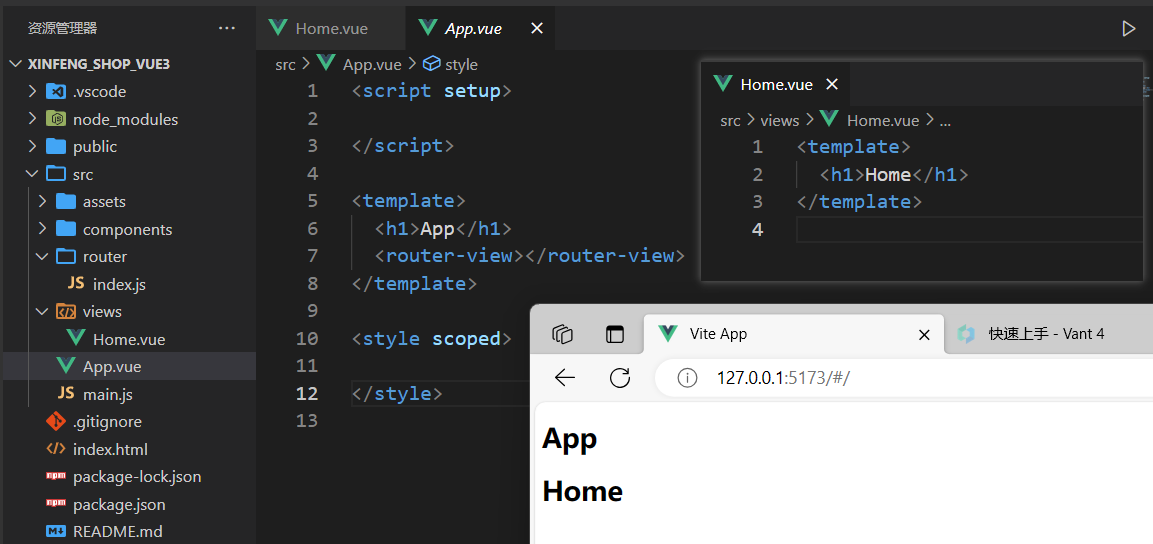 资源管理器 ···
XINFENG_SHOP_VUE3
.vscode
node_modules
public
src
assets
components
router
JS index.js
views
Home.vue
App.vue
JS main.js
.gitignore
index.html
npm package-lock.json
npm package.json
README.md
Home.vue App.vue
src > App.vue > style
1 <script setup>
2
3 </script>
4
5 <template>
6 <h1>App</h1>
7 <router-view></router-view>
8 </template>
9
10 <style scoped>
11
12 </style>
13
Home.vue
src > views > Home.vue > ...
1 <template>
2 <h1>Home</h1>
3 </template>
4
Vite App 快速上手 - Vant 4
127.0.0.1:5173/#/
App
Home